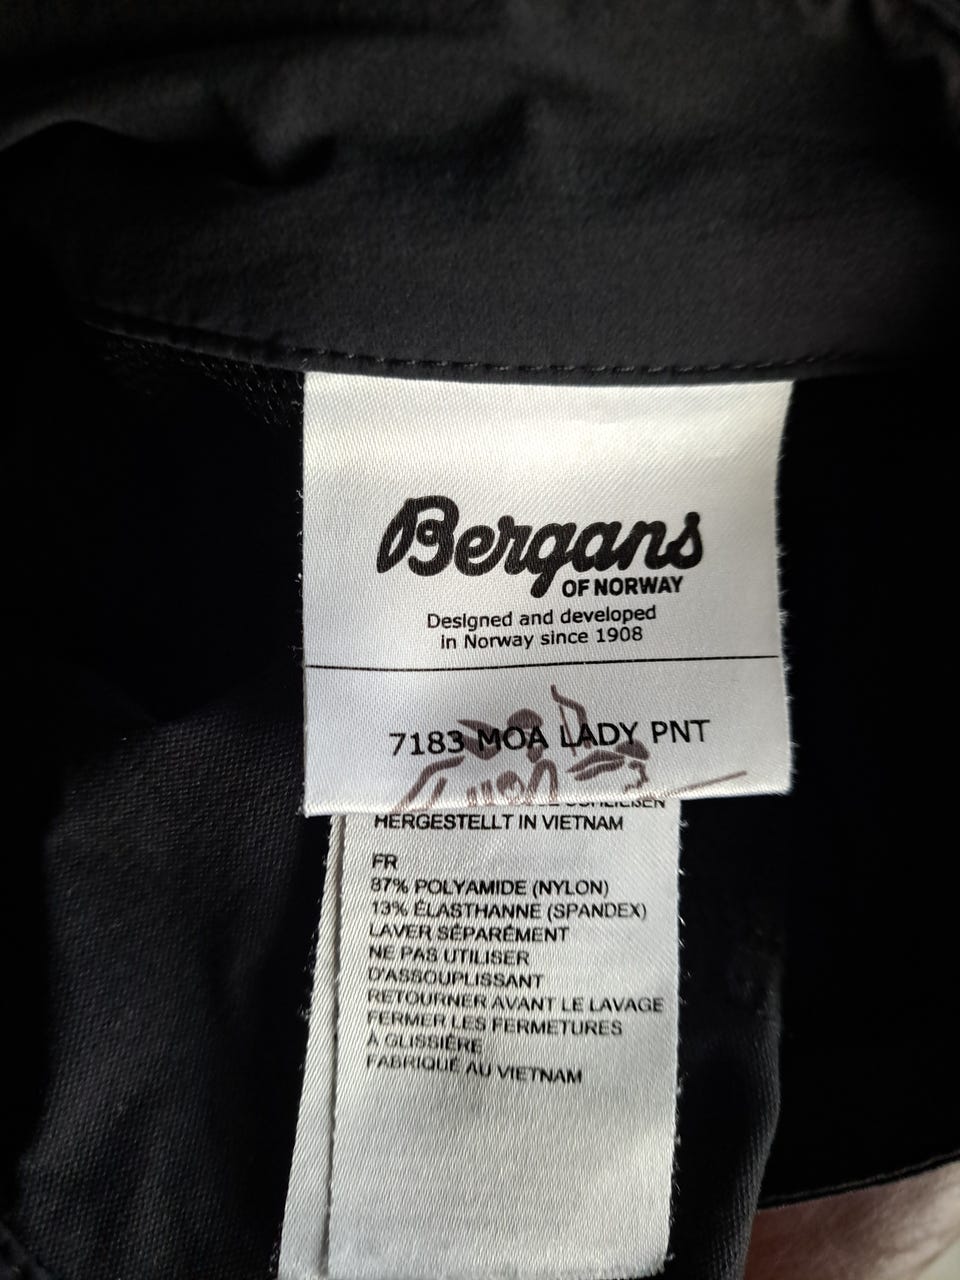 Bergans
OF NORWAY
Designed and developed
in Norway since 1908
7183 MOA LADY PNT
HERGESTELLT IN VIETNAM
FR
87% POLYAMIDE (NYLON)
13% ÉLASTHANNE (SPANDEX)
LAVER SÉPARÉMENT
NE PAS UTILISER
D'ASSOUPLISSANT
RETOURNER AVANT LE LAVAGE
FERMER LES FERMETURES
À GLISSIÈRE
FABRIQUÉ AU VIETNAM